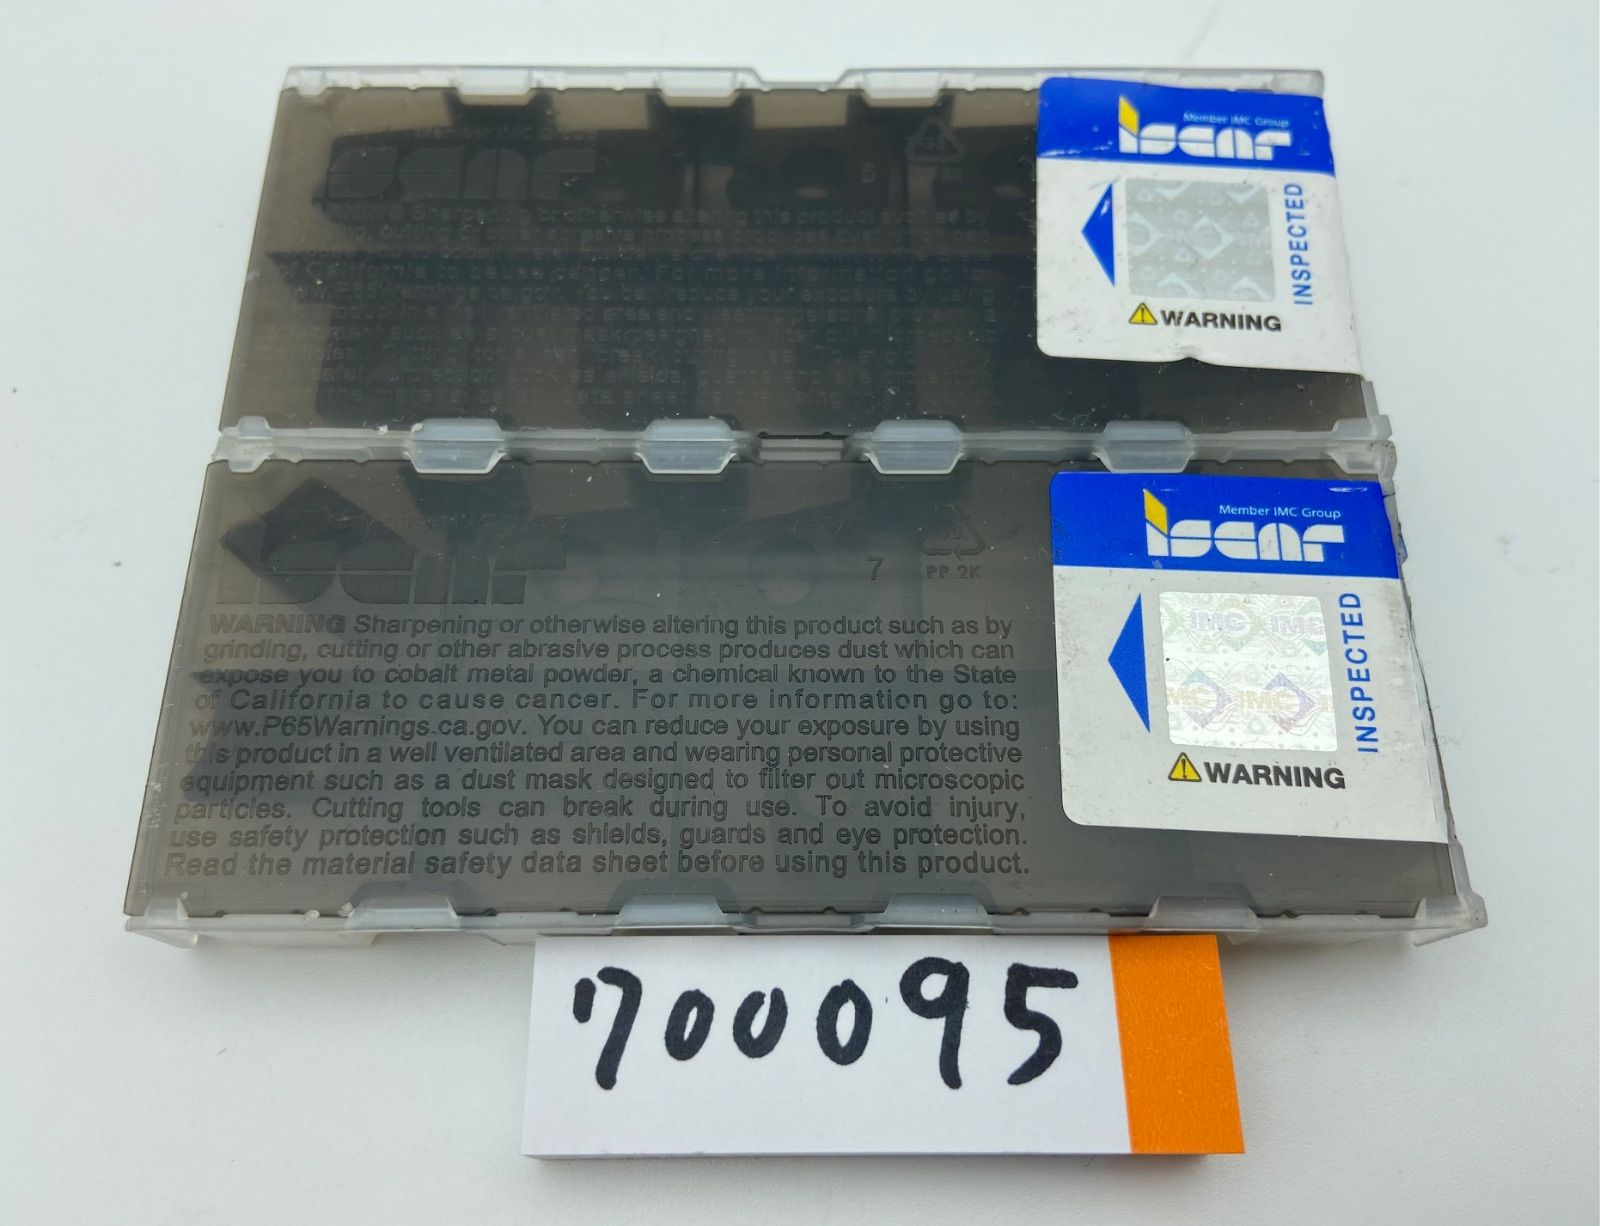 Member IMC Group
iscar
INSPECTED
WARNING
Member IMC Group
iscar
7
PP 2K
WARNING Sharpening or otherwise altering this product such as by
grinding, cutting or other abrasive process produces dust which can
expose you to cobalt metal powder, a chemical known to the State
of California to cause cancer. For more information go to:
www.P65Warnings.ca.gov. You can reduce your exposure by using
this product in a well ventilated area and wearing personal protective
equipment such as a dust mask designed to filter out microscopic
particles. Cutting tools can break during use. To avoid injury,
use safety protection such as shields, guards and eye protection.
Read the material safety data sheet before using this product.
IMC IMC
IMC IMC
INSPECTED
WARNING
700095